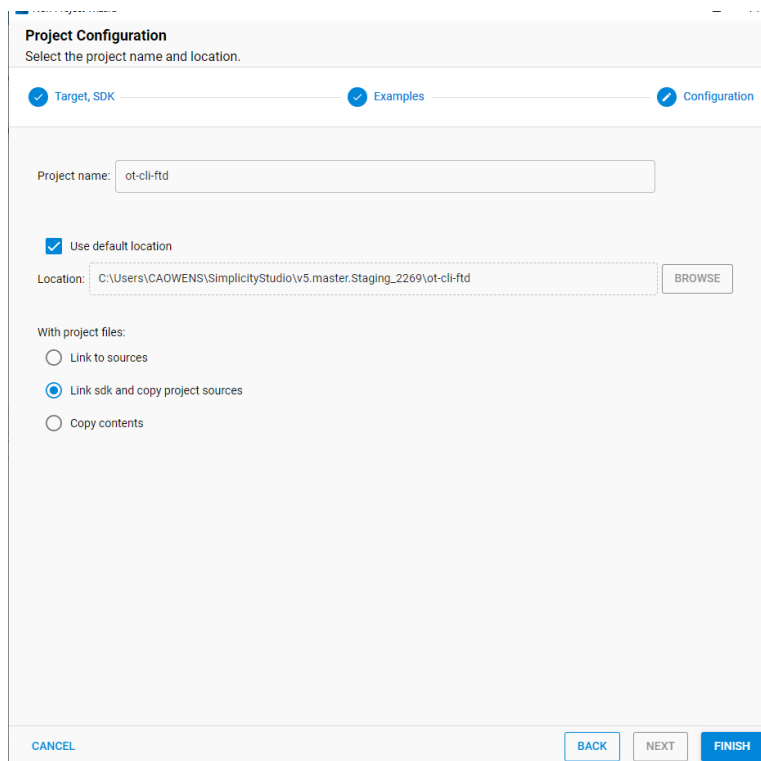 Project Configuration
Select the project name and location.
Target, SDK
Examples
Configuration
Project name:
ot-cli-ftd
Use default location
Location:
C:\Users\CAOWENS\SimplicityStudio\v5.master.Staging_2269\ot-cli-ftd
BROWSE
With project files:
Link to sources
Link sdk and copy project sources
Copy contents
CANCEL
BACK
NEXT
FINISH